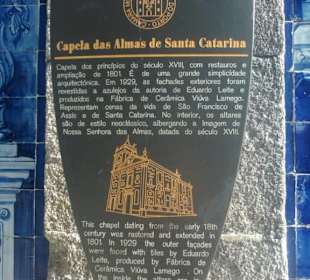 Capela das Almas de Santa Catarina
Capela dos princípios do século XVIII, com restauros e
ampliação de 1801. É de uma grande simplicidade
arquitectónica. Em 1929, as fachadas exteriores foram
revestidas a azulejos da autoria de Eduardo Leite e
produzidos na Fábrica de Cerâmica Viúva Lamego.
Representam cenas da vida de São Francisco de
Assis e de Santa Catarina. No interior, os altares
são de estilo neoclássico, albergando a Imagem de
Nossa Senhora das Almas, datada do século XVIII.
This chapel dating from the early 18th
century was restored and extended in
1801. In 1929 the outer façades
were faced with tiles by Eduardo
Leite, produced by Fábrica de
Cerâmica Viúva Lamego. On
the inside the altars are